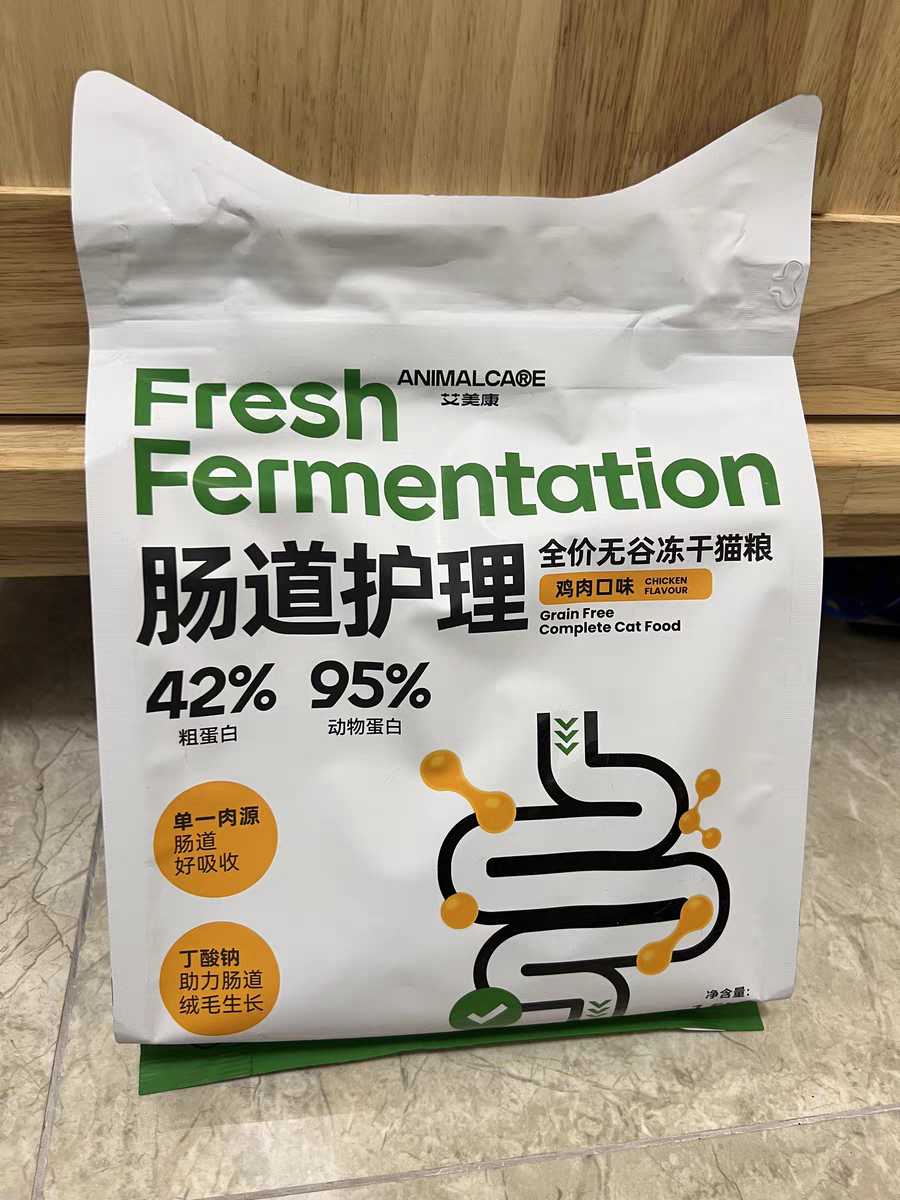 Fresh
ANIMALCA®E
艾美康
Fermentation
肠道护理
全价无谷冻干猫粮
鸡肉口味
CHICKEN
FLAVOUR
Grain Free
Complete Cat Food
42%
粗蛋白
95%
动物蛋白
单一肉源
肠道
好吸收
丁酸钠
助力肠道
绒毛生长
净含量: